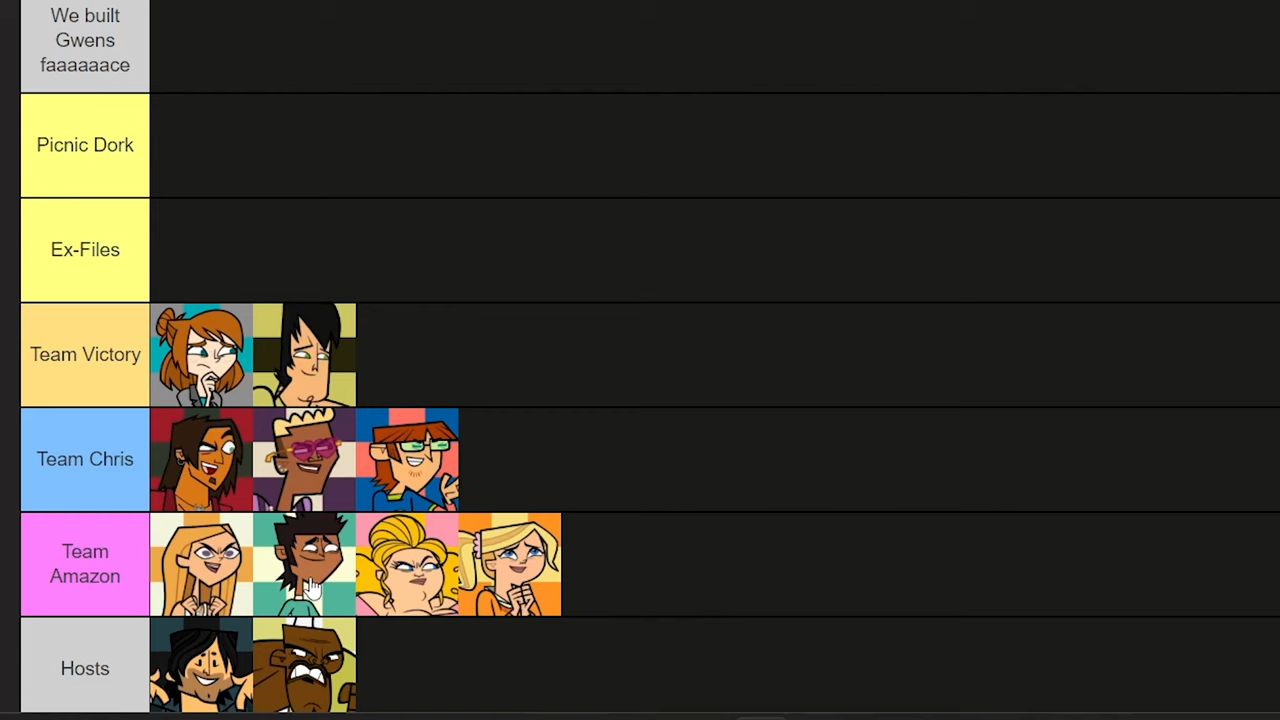 We built
Gwens
faaaaaace
Picnic Dork
Ex-Files
Team Victory
Team Chris
Team
Amazon
Hosts